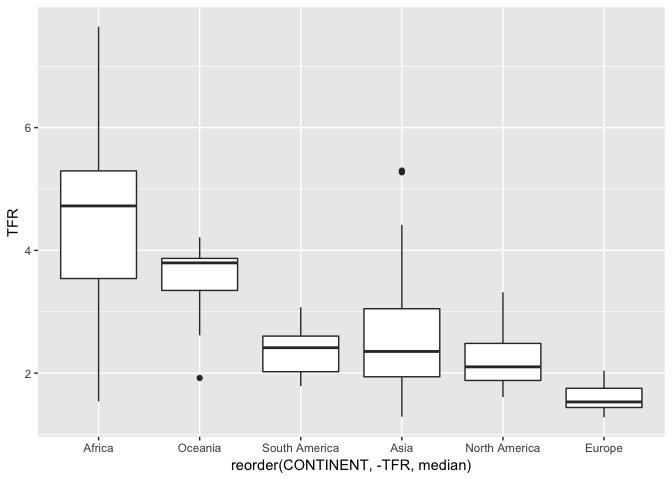 TFR
6
4
2
Africa Oceania South America Asia North America Europe
reorder(CONTINENT, -TFR, median)